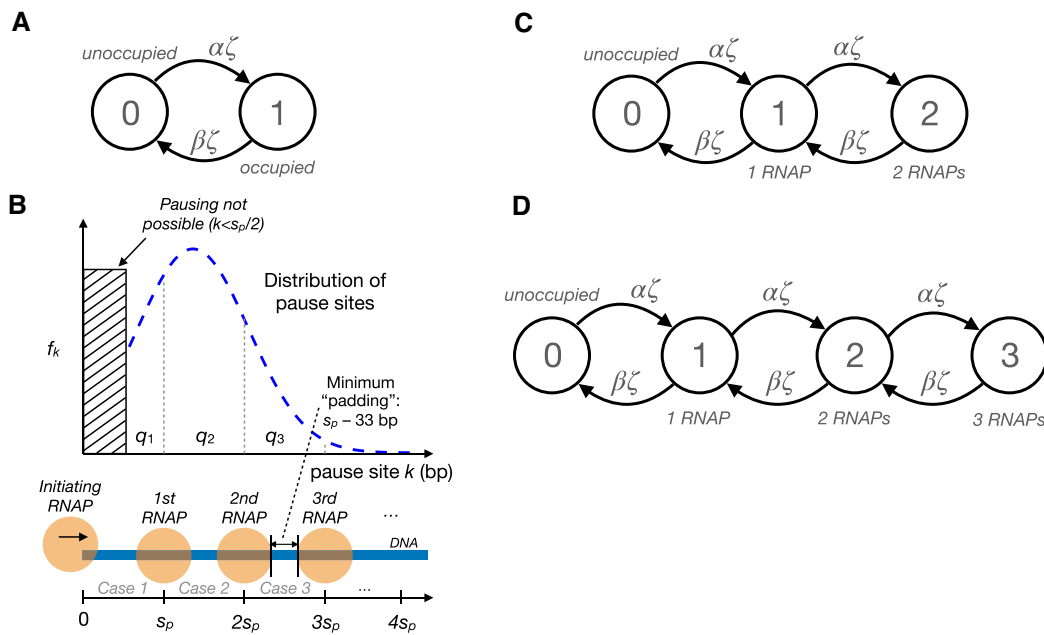 A
unoccupied
αζ
0
1
βζ
occupied
B
Pausing not
possible (k<sₚ/2)
Distribution of
pause sites
fₖ
Minimum
“padding”:
sₚ – 33 bp
q₁
q₂
q₃
pause site k (bp)
Initiating
RNAP
1st
RNAP
2nd
RNAP
3rd
RNAP
...
DNA
Case 1
Case 2
Case 3
...
0
sₚ
2sₚ
3sₚ
4sₚ
C
unoccupied
αζ
αζ
0
1
2
βζ
βζ
1 RNAP
2 RNAPs
D
unoccupied
αζ
αζ
αζ
0
1
2
3
βζ
βζ
βζ
1 RNAP
2 RNAPs
3 RNAPs